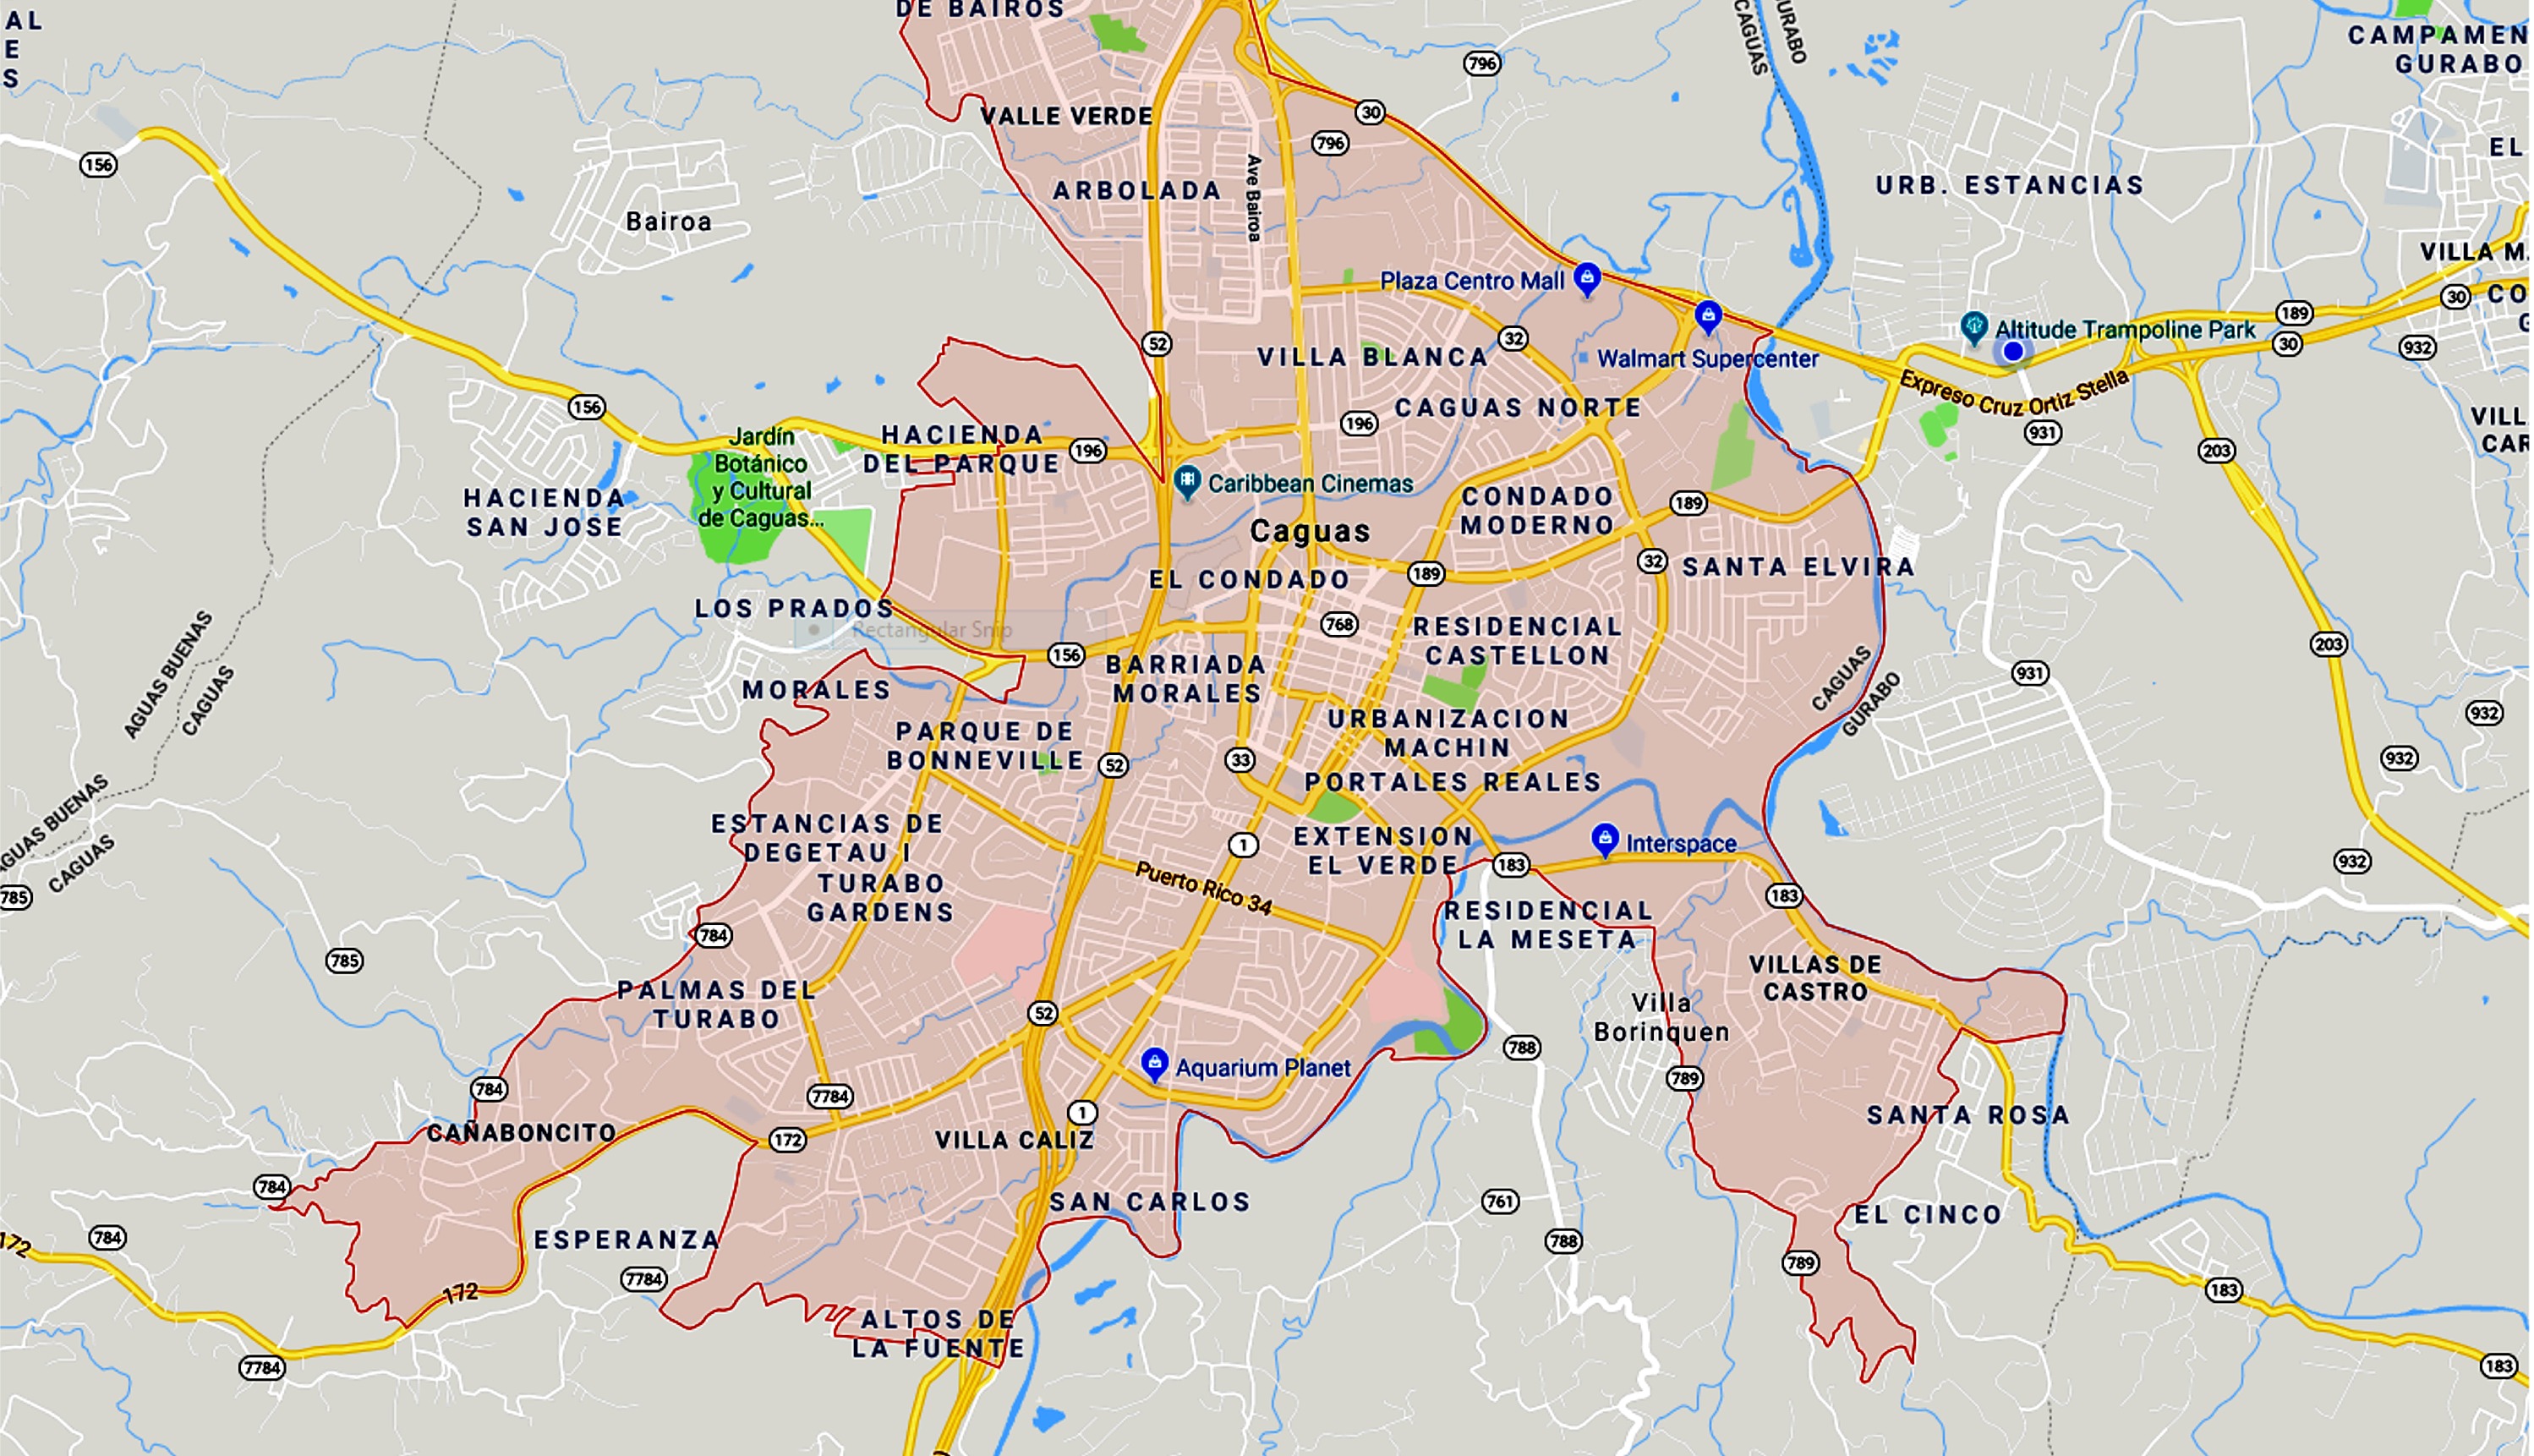 AL
E
S
DE BAIROS
CAGUAS
GURABO
CAMPAMEN
GURABO
796
30
VALLE VERDE
796
156
EL
ARBOLADA
Ave Bairoa
URB. ESTANCIAS
Bairoa
VILLA M
Plaza Centro Mall
30
CO
189
52
32
VILLA BLANCA
Walmart Supercenter
Altitude Trampoline Park
30
932
Expreso Cruz Ortiz Stella
156
CAGUAS NORTE
196
VILL
CAR
931
Jardín
Botánico
y Cultural
de Caguas...
HACIENDA
DEL PARQUE
196
203
Caribbean Cinemas
HACIENDA
SAN JOSE
CONDADO
MODERNO
189
Caguas
EL CONDADO
189
32
SANTA ELVIRA
LOS PRADOS
Rectangular Snip
768
RESIDENCIAL
CASTELLON
203
156
BARRIADA
MORALES
AGUAS BUENAS
CAGUAS
MORALES
CAGUAS
GURABO
931
932
PARQUE DE
BONNEVILLE
URBANIZACION
MACHIN
52
33
932
PORTALES REALES
AGUAS BUENAS
CAGUAS
ESTANCIAS DE
DEGETAU I
EXTENSION
EL VERDE
1
Interspace
183
932
785
TURABO
GARDENS
Puerto Rico 34
183
RESIDENCIAL
LA MESETA
784
785
VILLAS DE
CASTRO
PALMAS DEL
TURABO
52
Villa
Borinquen
788
Aquarium Planet
789
784
7784
1
SANTA ROSA
CAÑABONCITO
172
VILLA CALIZ
784
SAN CARLOS
761
EL CINCO
784
172
ESPERANZA
788
789
7784
172
183
ALTOS DE
LA FUENTE
7784
183